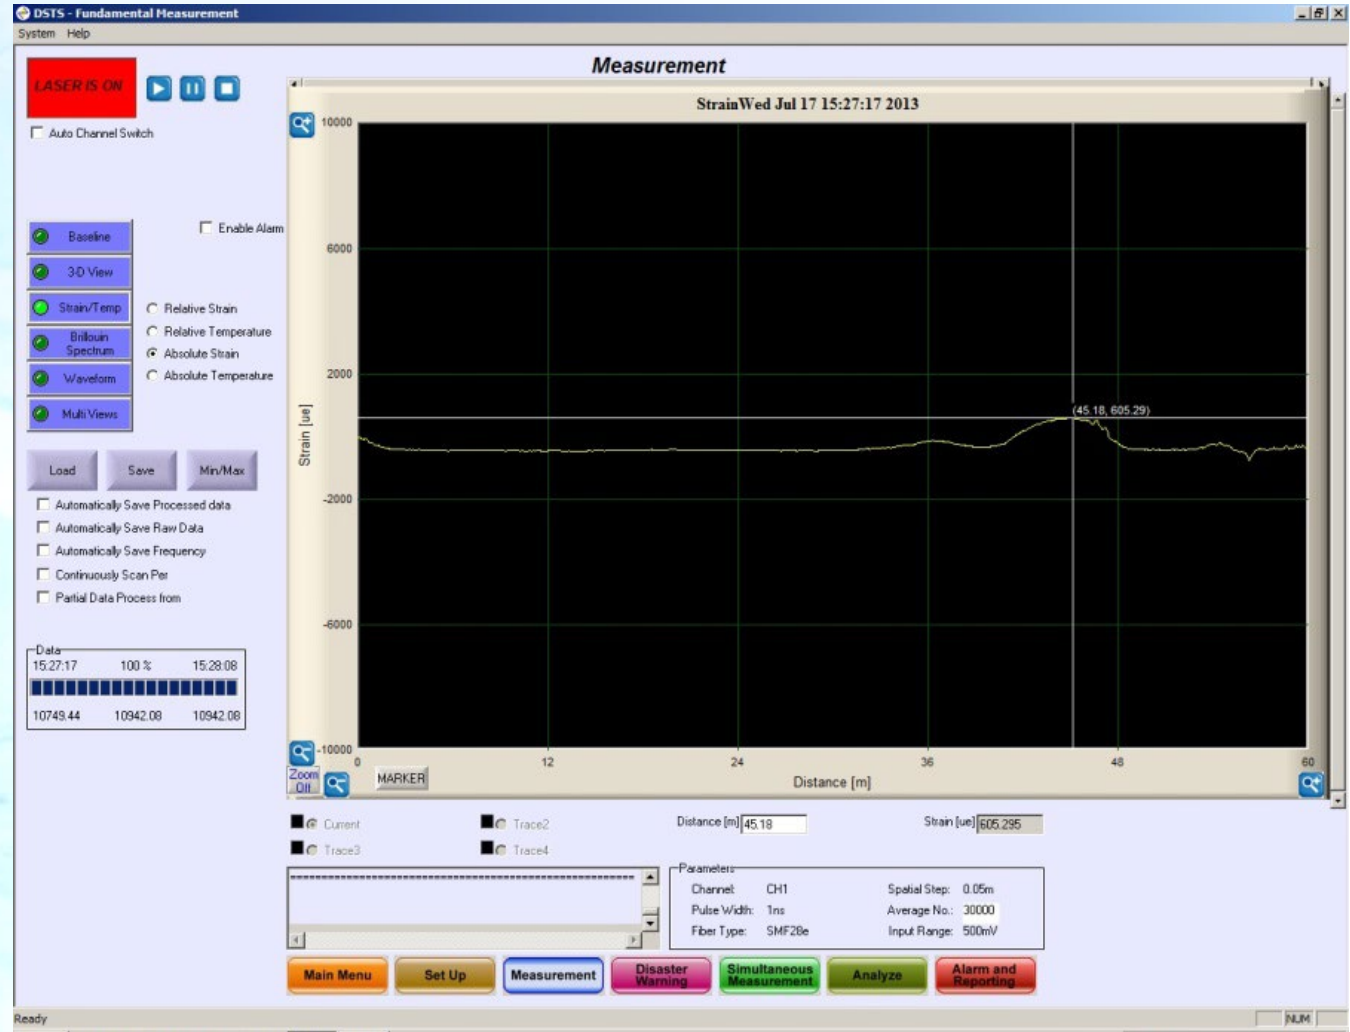 DSTS - Fundamental Measurement
System Help
Measurement
LASER IS ON
Auto Channel Switch
StrainWed Jul 17 15:27:17 2013
Enable Alarm
Baseline
3-D View
Strain/Temp
Brillouin
Spectrum
Waveform
Multi Views
Relative Strain
Relative Temperature
Absolute Strain
Absolute Temperature
Load Save Min/Max
Automatically Save Processed data
Automatically Save Raw Data
Automatically Save Frequency
Continuously Scan Per
Partial Data Process from
Data
15:27:17 100 % 15:28:08
10749.44 10942.08 10942.08
Strain [ue]
10000
6000
2000
-2000
-6000
-10000
(45.18, 605.29)
0 12 24 36 48 60
Distance [m]
Zoom
Off
MARKER
Current Trace2
Trace3 Trace4
Distance [m] 45.18 Strain [ue] 605.295
Parameters
Channel: CH1 Spatial Step: 0.05m
Pulse Width: 1ns Average No.: 30000
Fiber Type: SMF28e Input Range: 500mV
Main Menu
Set Up
Measurement
Disaster
Warning
Simultaneous
Measurement
Analyze
Alarm and
Reporting
Ready NUM